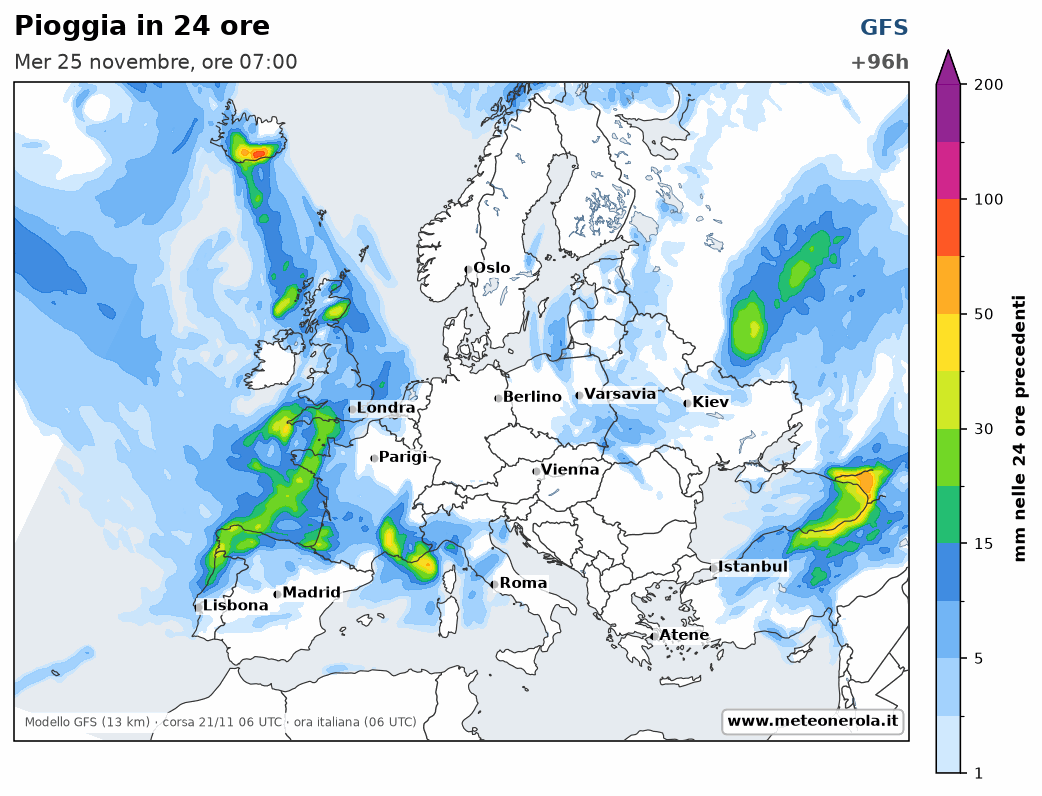 Pioggia in 24 ore
GFS
Mer 25 novembre, ore 07:00
+96h
200
100
50
30
15
5
1
mm nelle 24 ore precedenti
Oslo
Londra
Berlino
Varsavia
Kiev
Parigi
Vienna
Istanbul
Roma
Madrid
Lisbona
Atene
Modello GFS (13 km) · corsa 21/11 06 UTC · ora italiana (06 UTC)
www.meteonerola.it